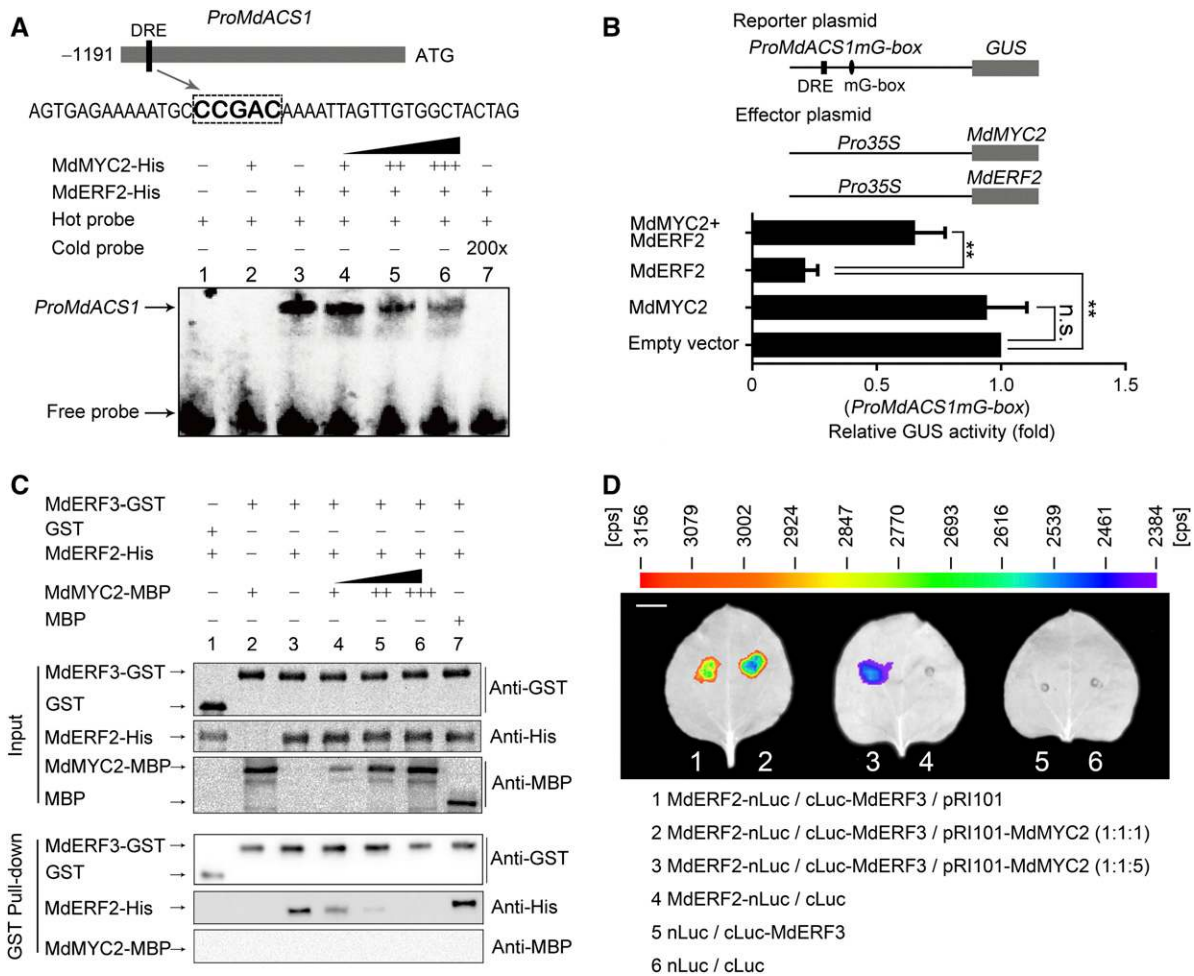 A
ProMdACS1
DRE
−1191
ATG
AGTGAGAAAAATGCCCGACAAAATTAGTTGTGGCTACTAG
MdMYC2-His − + − + ++ +++ −
MdERF2-His − − + + + + +
Hot probe + + + + + + +
Cold probe − − − − − − 200x
1 2 3 4 5 6 7
ProMdACS1
Free probe
B
Reporter plasmid
ProMdACS1mG-box GUS
DRE mG-box
Effector plasmid
Pro35S MdMYC2
Pro35S MdERF2
MdMYC2+
MdERF2
**
MdERF2
MdMYC2
n.s.
**
Empty vector
0 0.5 1.0 1.5
(ProMdACS1mG-box)
Relative GUS activity (fold)
C
MdERF3-GST − + + + + + +
GST + − − − − − −
MdERF2-His + − + + + + +
MdMYC2-MBP − + − + ++ +++ −
MBP − − − − − − +
1 2 3 4 5 6 7
Input
MdERF3-GST
GST
Anti-GST
MdERF2-His Anti-His
MdMYC2-MBP
MBP
Anti-MBP
GST Pull-down
MdERF3-GST
GST
Anti-GST
MdERF2-His Anti-His
MdMYC2-MBP Anti-MBP
D
[cps] 3156 3079 3002 2924 2847 2770 2693 2616 2539 2461 2384 [cps]
1 2 3 4 5 6
1 MdERF2-nLuc / cLuc-MdERF3 / pRI101
2 MdERF2-nLuc / cLuc-MdERF3 / pRI101-MdMYC2 (1:1:1)
3 MdERF2-nLuc / cLuc-MdERF3 / pRI101-MdMYC2 (1:1:5)
4 MdERF2-nLuc / cLuc
5 nLuc / cLuc-MdERF3
6 nLuc / cLuc